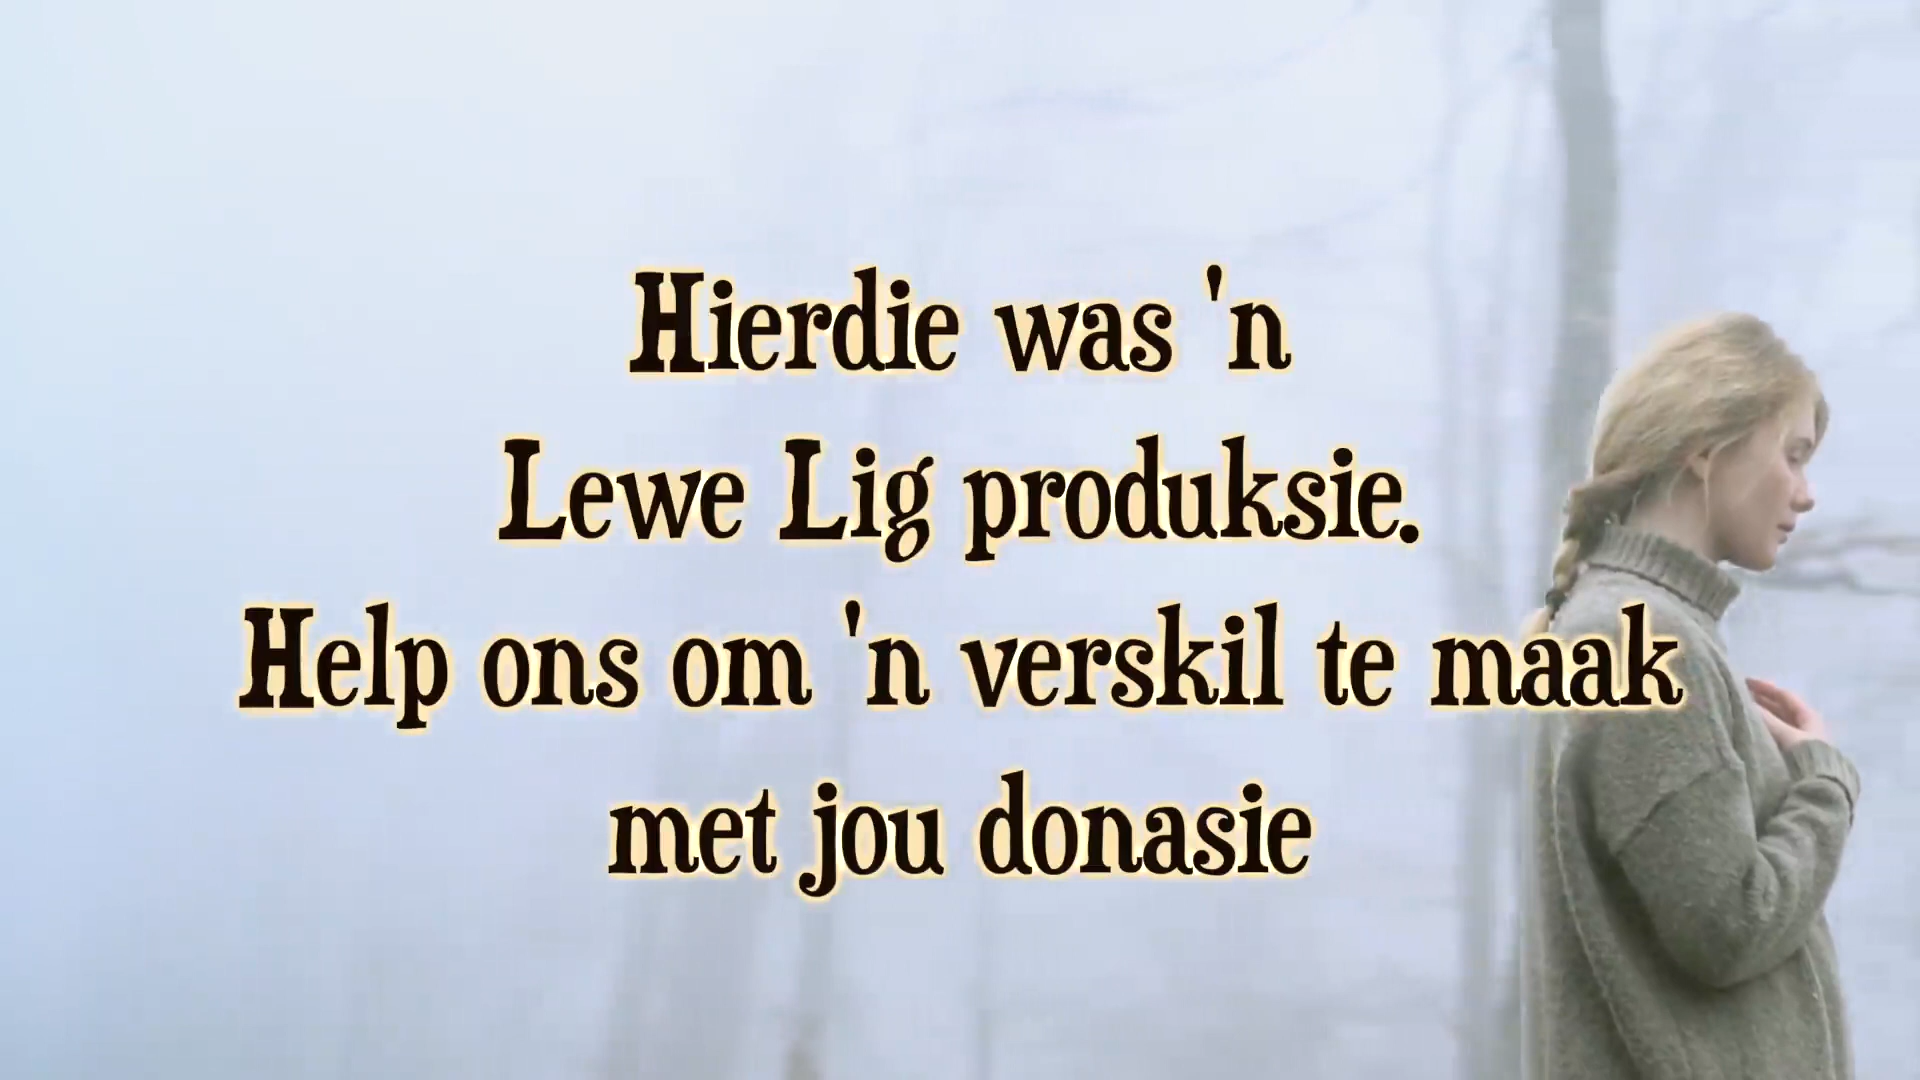 Hierdie was 'n
Lewe Lig produksie.
Help ons om 'n verskil te maak
met jou donasie